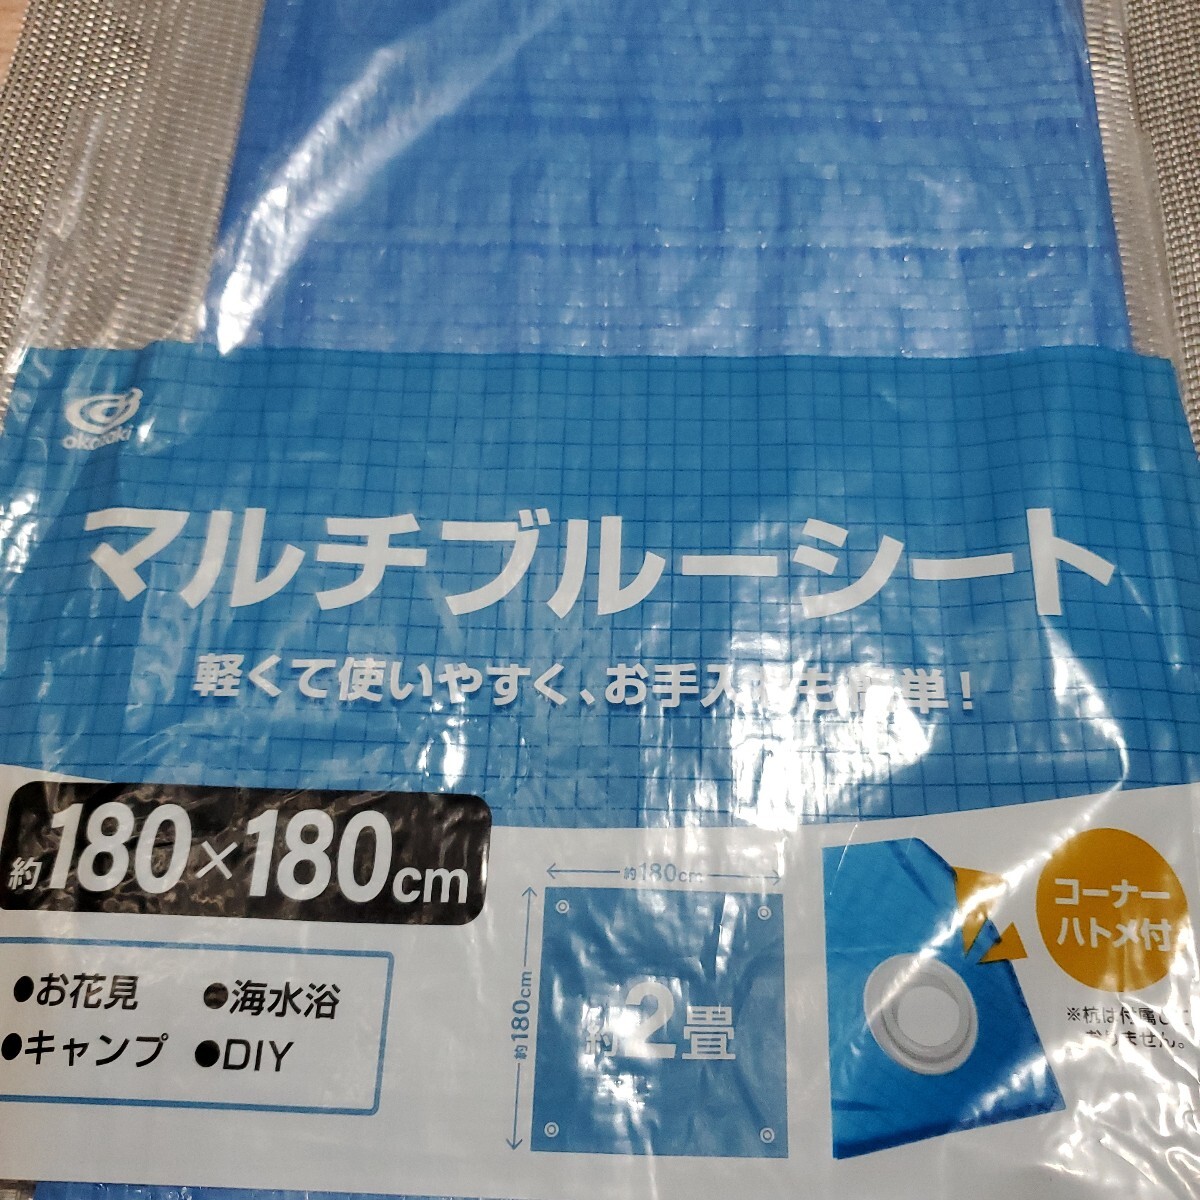 okazaki
マルチブルーシート
軽くて使いやすく、お手入れも簡単!
約180×180cm
●お花見 ●海水浴
●キャンプ ●DIY
約180cm
約180cm
約2畳
コーナー
ハトメ付
※杭は付属して
おりません。